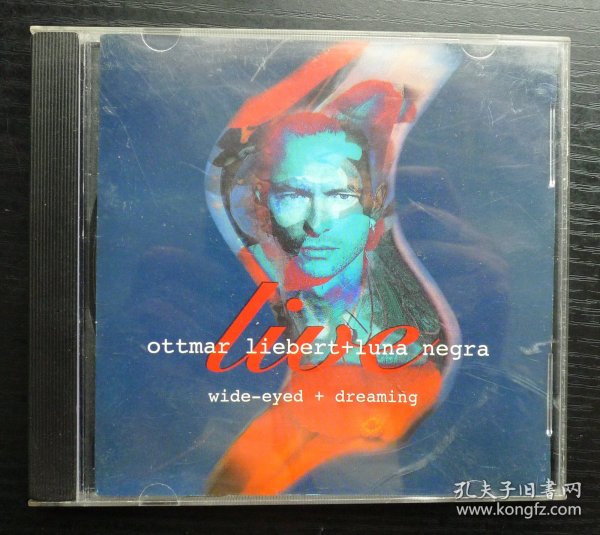 live
ottmar liebert+luna negra
wide-eyed + dreaming
孔夫子旧书网
www.kongfz.com